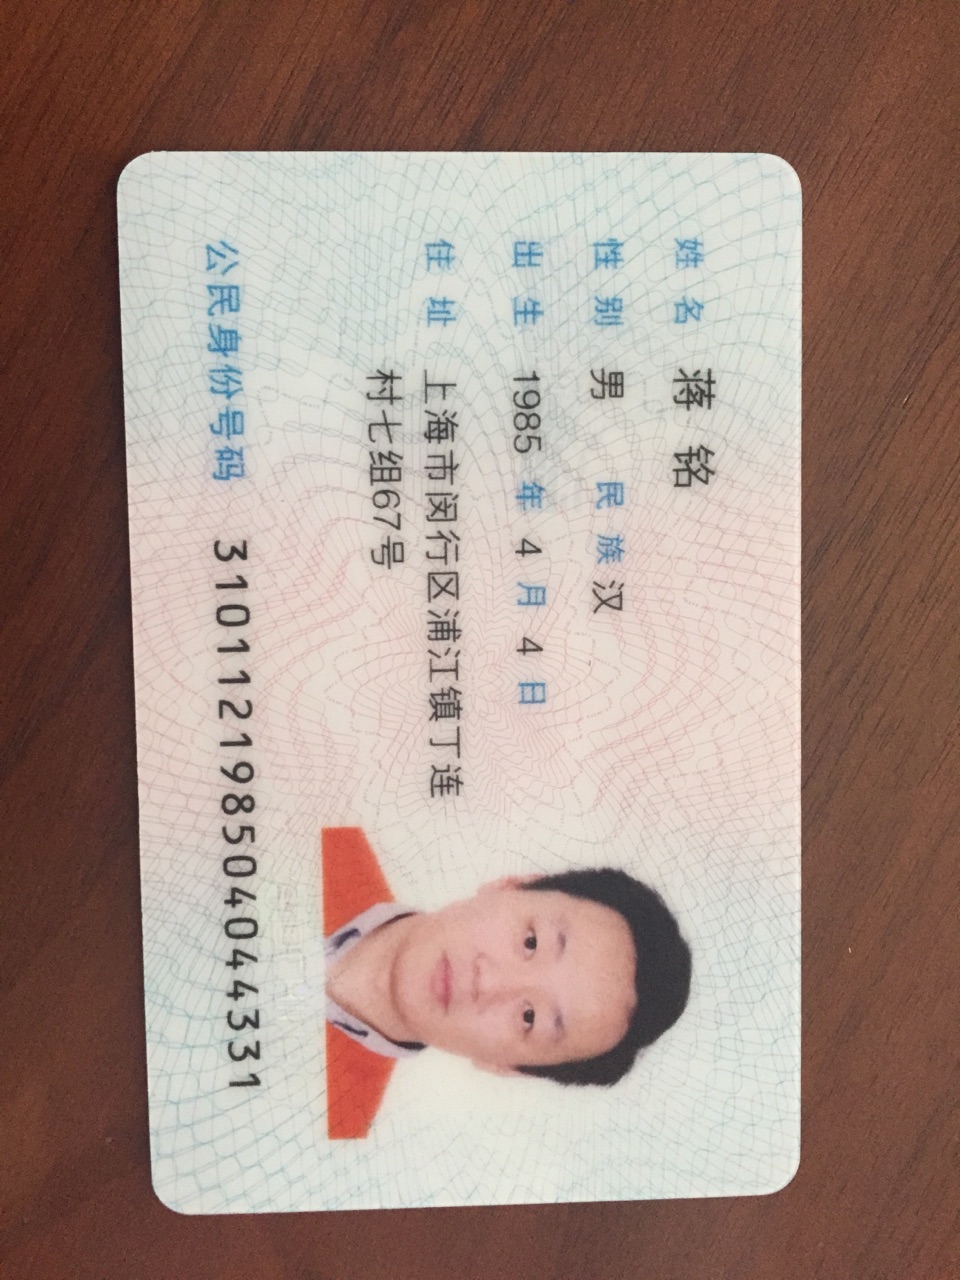 姓名 蒋铭
性别 男 民族 汉
出生 1985 年 4 月 4 日
住址 上海市闵行区浦江镇丁连
村七组67号
公民身份号码 310112198504044331